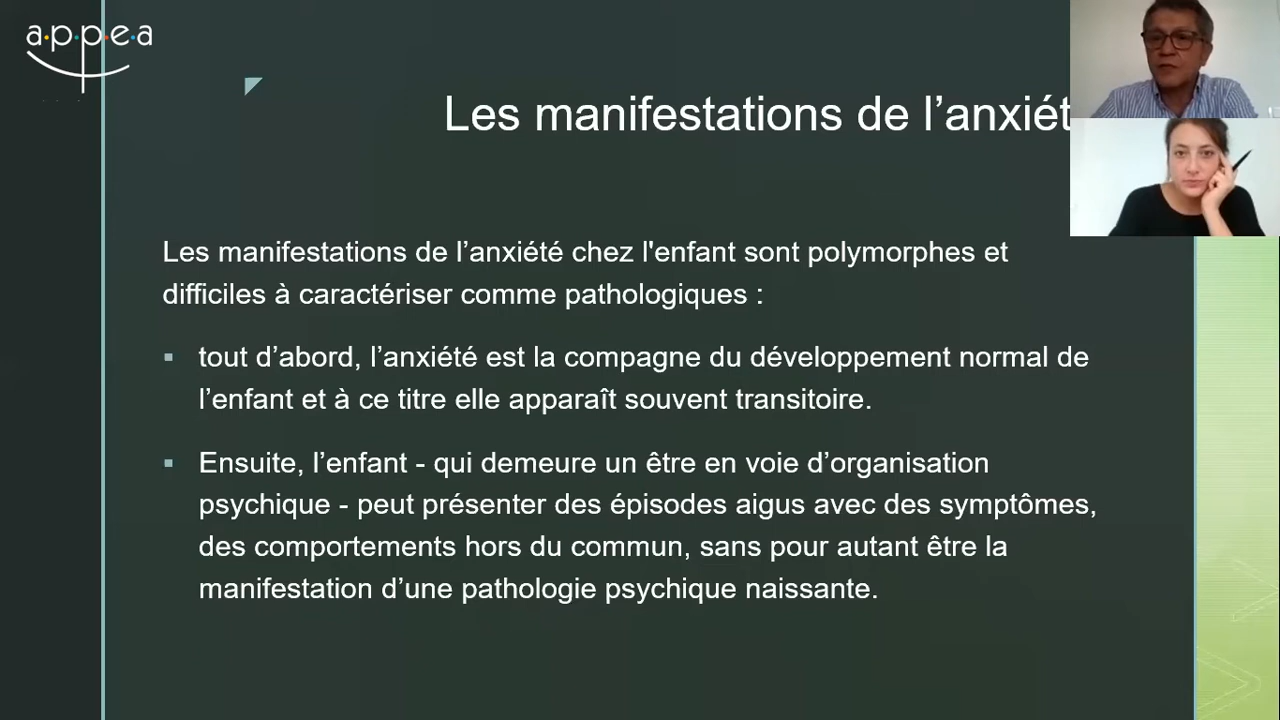 a·p·p·e·a
Les manifestations de l’anxiét
Les manifestations de l’anxiété chez l'enfant sont polymorphes et
difficiles à caractériser comme pathologiques :
▪ tout d’abord, l’anxiété est la compagne du développement normal de
l’enfant et à ce titre elle apparaît souvent transitoire.
▪ Ensuite, l’enfant - qui demeure un être en voie d’organisation
psychique - peut présenter des épisodes aigus avec des symptômes,
des comportements hors du commun, sans pour autant être la
manifestation d’une pathologie psychique naissante.